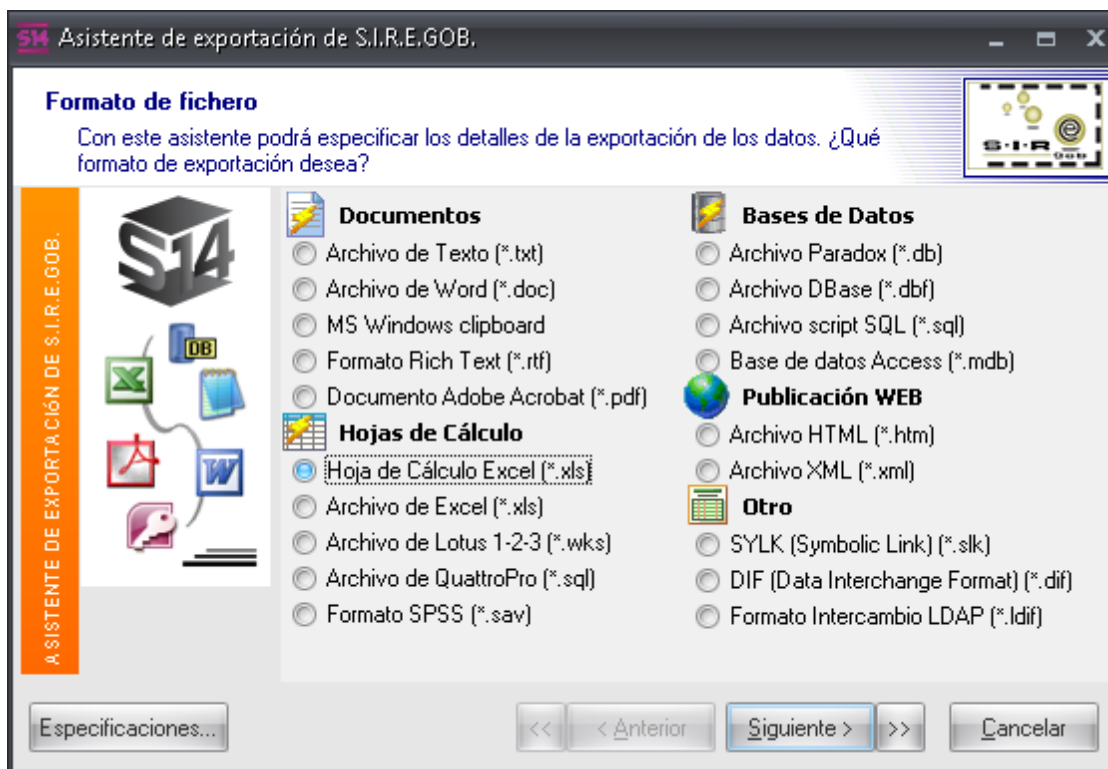 S14 Asistente de exportación de S.I.R.E.GOB.
Formato de fichero
Con este asistente podrá especificar los detalles de la exportación de los datos. ¿Qué
formato de exportación desea?
S·I·R e
Gob
ASISTENTE DE EXPORTACIÓN DE S.I.R.E.GOB.
S14
DB
W
Documentos
Archivo de Texto (*.txt)
Archivo de Word (*.doc)
MS Windows clipboard
Formato Rich Text (*.rtf)
Documento Adobe Acrobat (*.pdf)
Hojas de Cálculo
Hoja de Cálculo Excel (*.xls)
Archivo de Excel (*.xls)
Archivo de Lotus 1-2-3 (*.wks)
Archivo de QuattroPro (*.sql)
Formato SPSS (*.sav)
Bases de Datos
Archivo Paradox (*.db)
Archivo DBase (*.dbf)
Archivo script SQL (*.sql)
Base de datos Access (*.mdb)
Publicación WEB
Archivo HTML (*.htm)
Archivo XML (*.xml)
Otro
SYLK (Symbolic Link) (*.slk)
DIF (Data Interchange Format) (*.dif)
Formato Intercambio LDAP (*.ldif)
Especificaciones... << < Anterior Siguiente > >> Cancelar